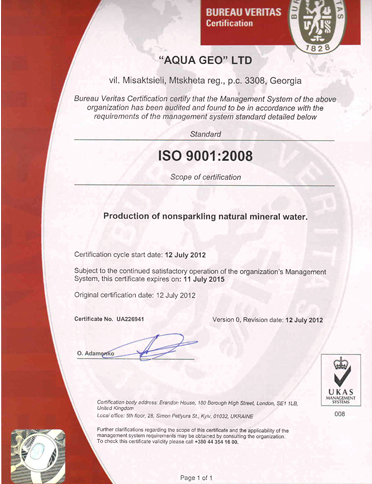 BUREAU VERITAS
Certification
BUREAU VERITAS
1828
"AQUA GEO" LTD
vil. Misaktsieli, Mtskheta reg., p.c. 3308, Georgia
Bureau Veritas Certification certify that the Management System of the above
organization has been audited and found to be in accordance with the
requirements of the management system standard detailed below
Standard
ISO 9001:2008
Scope of certification
Production of nonsparkling natural mineral water.
Certification cycle start date: 12 July 2012
Subject to the continued satisfactory operation of the organization's Management
System, this certificate expires on: 11 July 2015
Original certification date: 12 July 2012
Certificate No. UA226941 Version 0, Revision date: 12 July 2012
O. Adamenko
UKAS
MANAGEMENT
SYSTEMS
008
Certification body address: Brandon House, 180 Borough High Street, London, SE1 1LB,
United Kingdom
Local office: 5th floor, 28, Simon Petlyura St., Kyiv, 01032, UKRAINE
Further clarifications regarding the scope of this certificate and the applicability of the
management system requirements may be obtained by consulting the organization.
To check this certificate validity please call +380 44 354 16 00.
Page 1 of 1